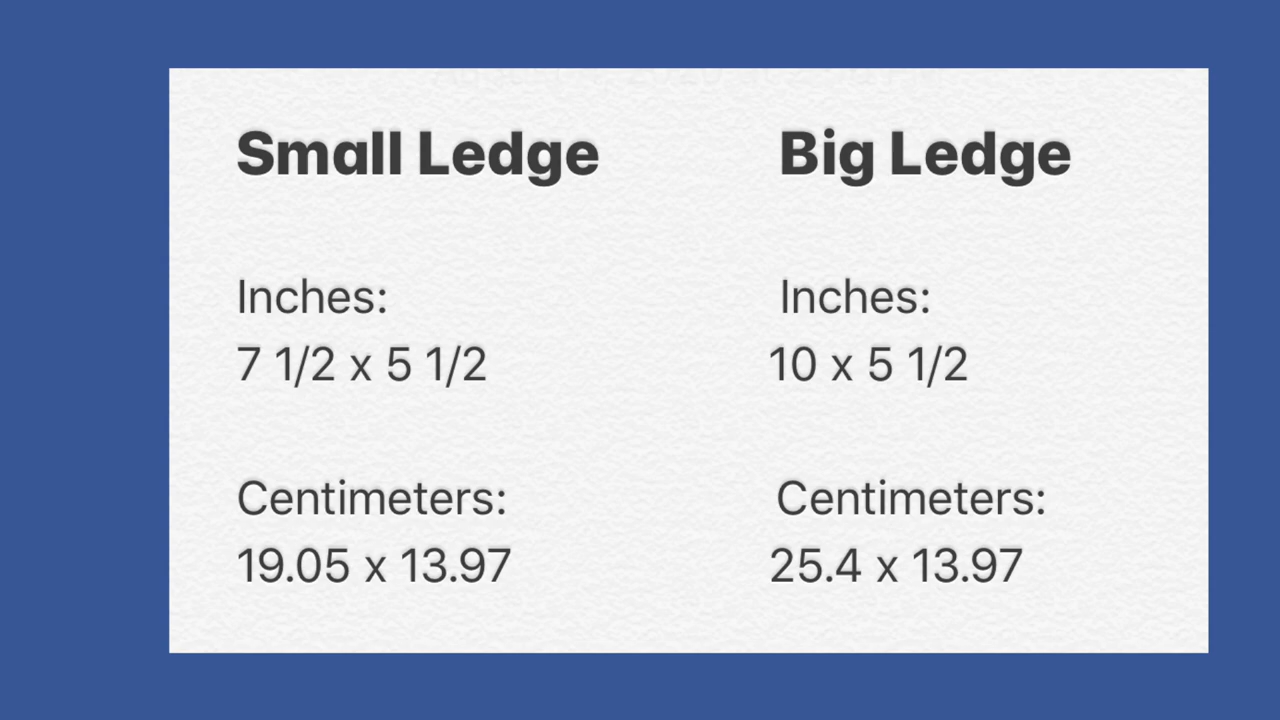 Small Ledge
Inches:
7 1/2 x 5 1/2
Centimeters:
19.05 x 13.97
Big Ledge
Inches:
10 x 5 1/2
Centimeters:
25.4 x 13.97